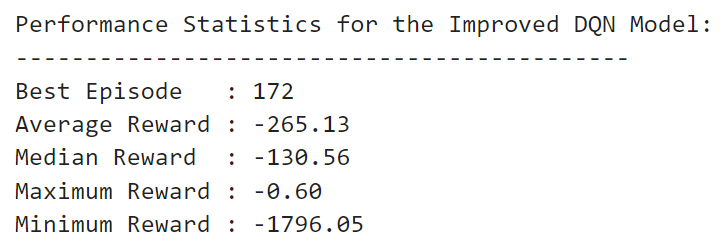 Performance Statistics for the Improved DQN Model:
--------------------------------------------
Best Episode   : 172
Average Reward : -265.13
Median Reward  : -130.56
Maximum Reward : -0.60
Minimum Reward : -1796.05